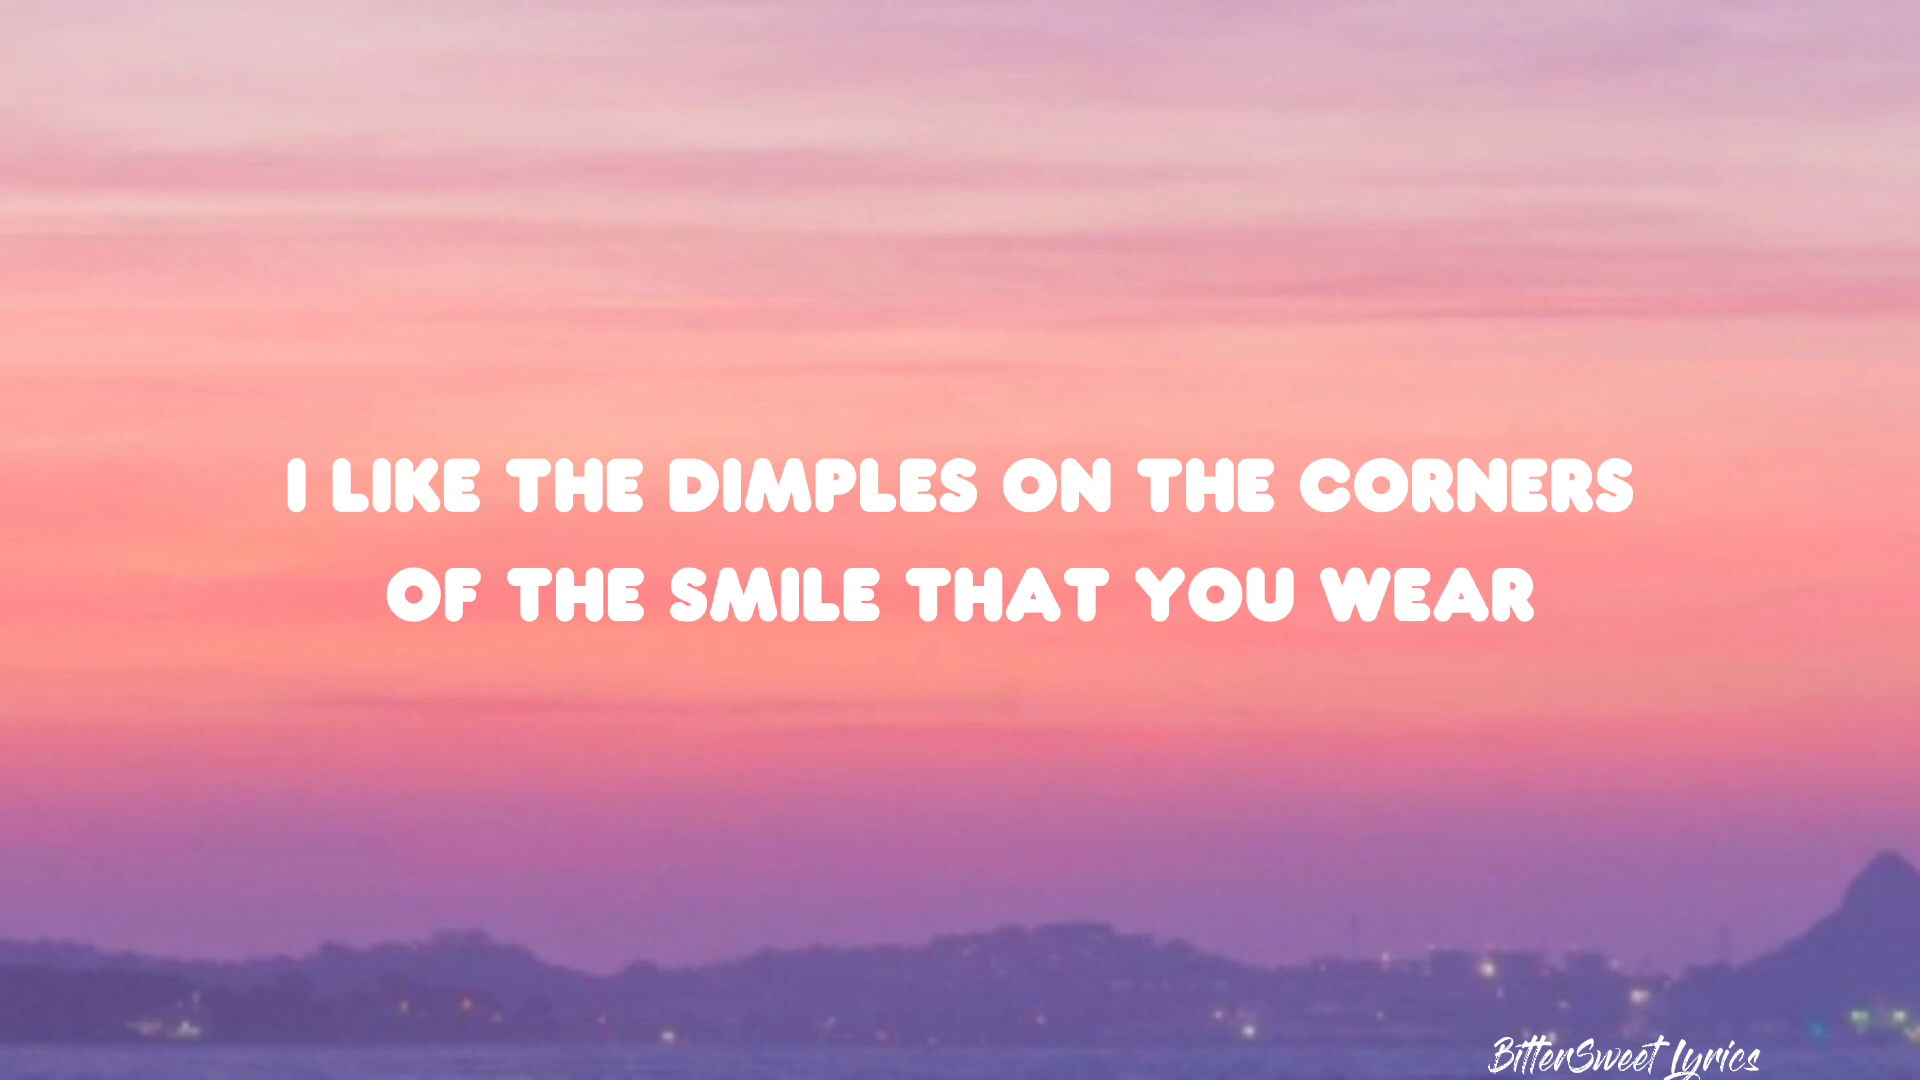 I LIKE THE DIMPLES ON THE CORNERS
OF THE SMILE THAT YOU WEAR
BitterSweet Lyrics